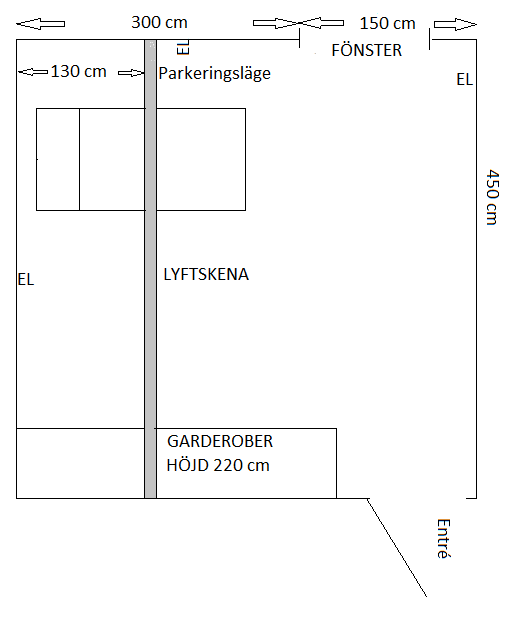 300 cm
150 cm
EL
FÖNSTER
130 cm
Parkeringsläge
EL
450 cm
EL
LYFTSKENA
GARDEROBER
HÖJD 220 cm
Entré